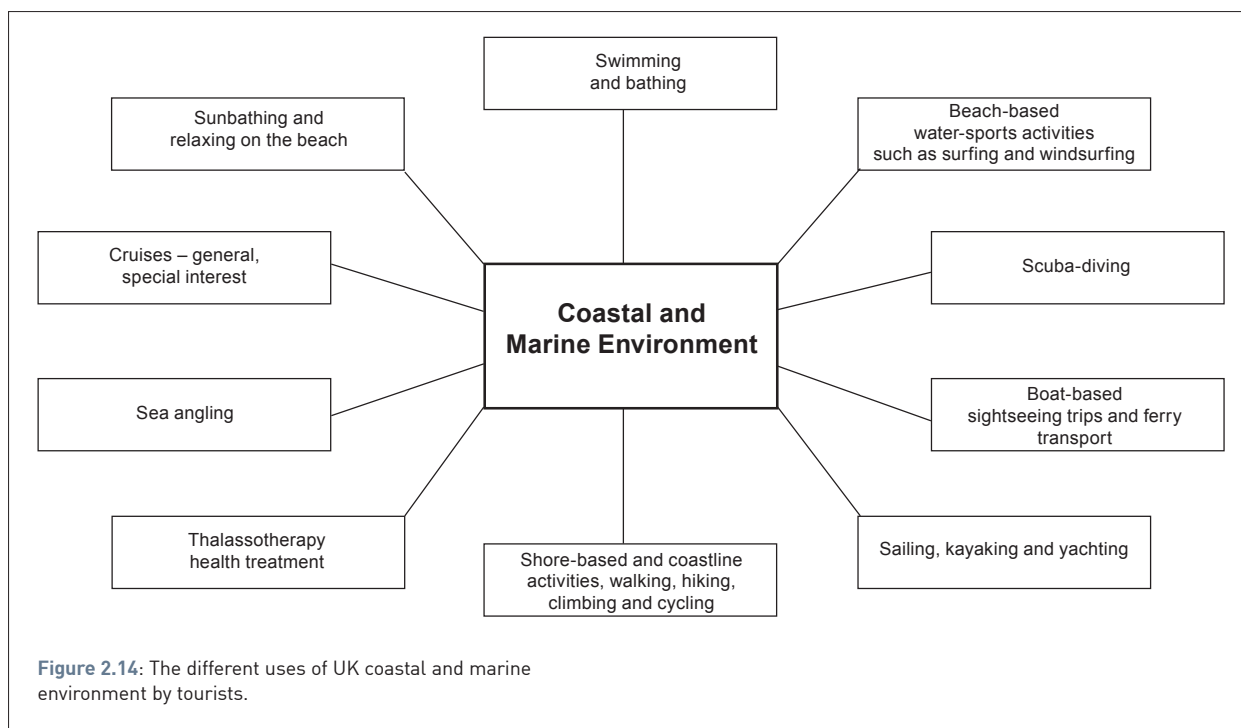 Swimming
and bathing
Sunbathing and
relaxing on the beach
Beach-based
water-sports activities
such as surfing and windsurfing
Cruises – general,
special interest
Scuba-diving
Coastal and
Marine Environment
Sea angling
Boat-based
sightseeing trips and ferry
transport
Thalassotherapy
health treatment
Shore-based and coastline
activities, walking, hiking,
climbing and cycling
Sailing, kayaking and yachting
Figure 2.14: The different uses of UK coastal and marine
environment by tourists.